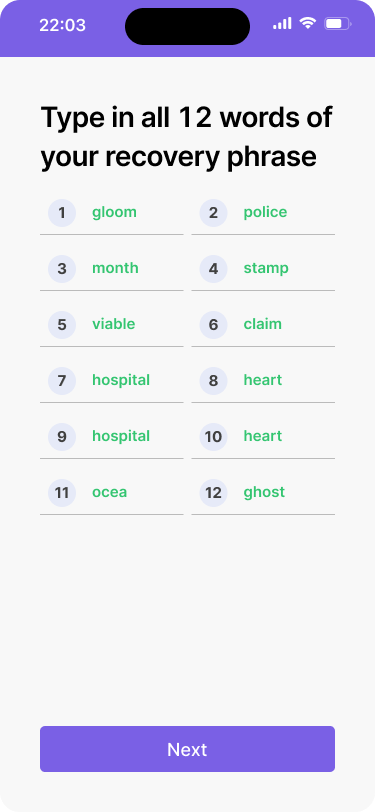 22:03
Type in all 12 words of
your recovery phrase
1 gloom 2 police
3 month 4 stamp
5 viable 6 claim
7 hospital 8 heart
9 hospital 10 heart
11 ocea 12 ghost
Next